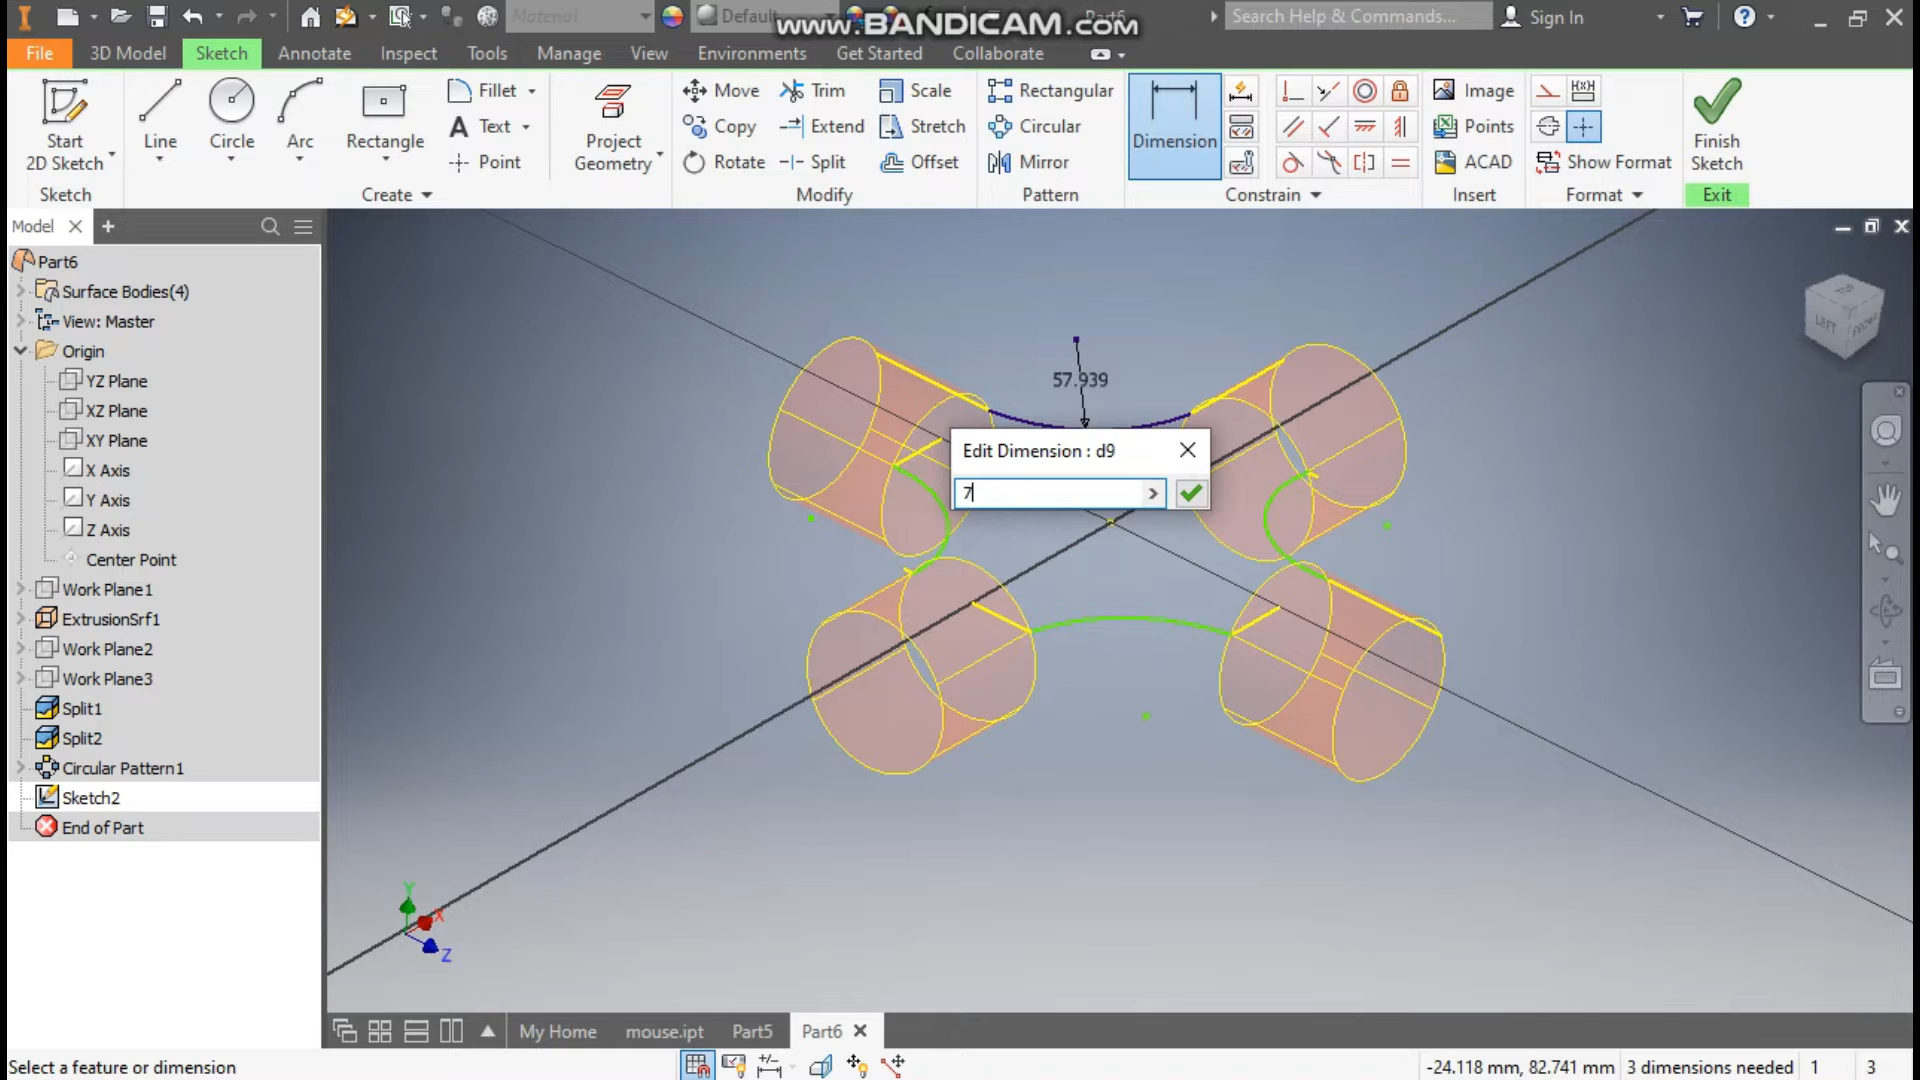 Material
Default
www.BANDICAM.com
Part6
Search Help & Commands...
Sign In
File
3D Model
Sketch
Annotate
Inspect
Tools
Manage
View
Environments
Get Started
Collaborate
Start
2D Sketch
Line
Circle
Arc
Rectangle
Fillet
Text
Point
Project
Geometry
Move
Trim
Scale
Copy
Extend
Stretch
Rotate
Split
Offset
Rectangular
Circular
Mirror
Dimension
Image
Points
ACAD
Show Format
Finish
Sketch
Sketch
Create
Modify
Pattern
Constrain
Insert
Format
Exit
Model
Part6
Surface Bodies(4)
View: Master
Origin
YZ Plane
XZ Plane
XY Plane
X Axis
Y Axis
Z Axis
Center Point
Work Plane1
ExtrusionSrf1
Work Plane2
Work Plane3
Split1
Split2
Circular Pattern1
Sketch2
End of Part
57.939
Edit Dimension : d9
7
TOP
LEFT
FRONT
Y
X
Z
My Home
mouse.ipt
Part5
Part6
Select a feature or dimension
-24.118 mm, 82.741 mm
3 dimensions needed
1
3